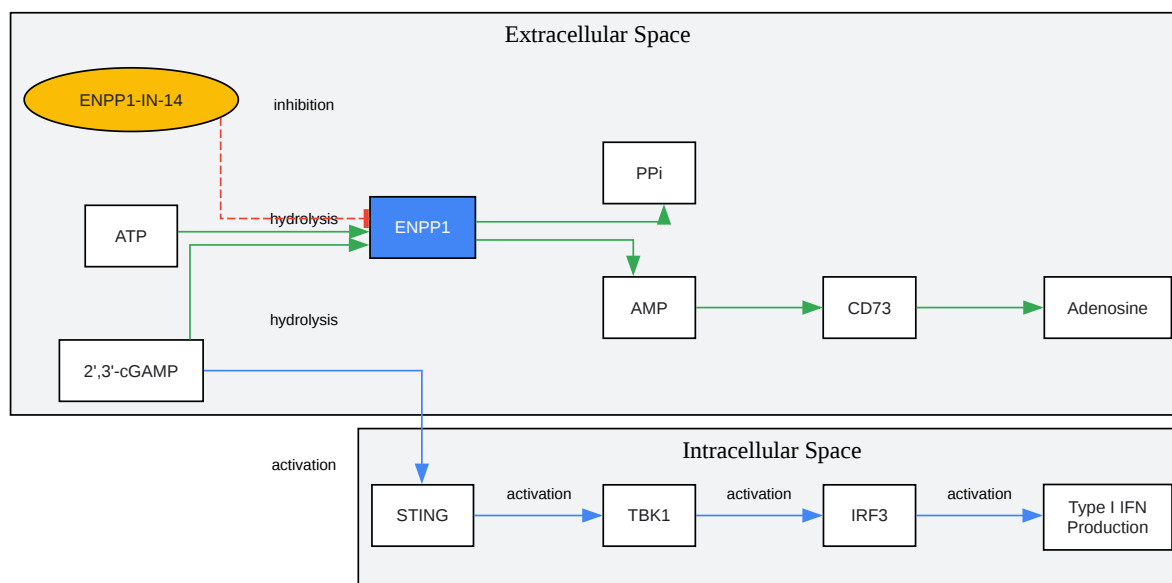 Extracellular Space
ENPP1-IN-14
inhibition
PPi
hydrolysis
ENPP1
ATP
AMP
CD73
Adenosine
hydrolysis
2',3'-cGAMP
Intracellular Space
activation
activation
activation
activation
STING
TBK1
IRF3
Type I IFN
Production